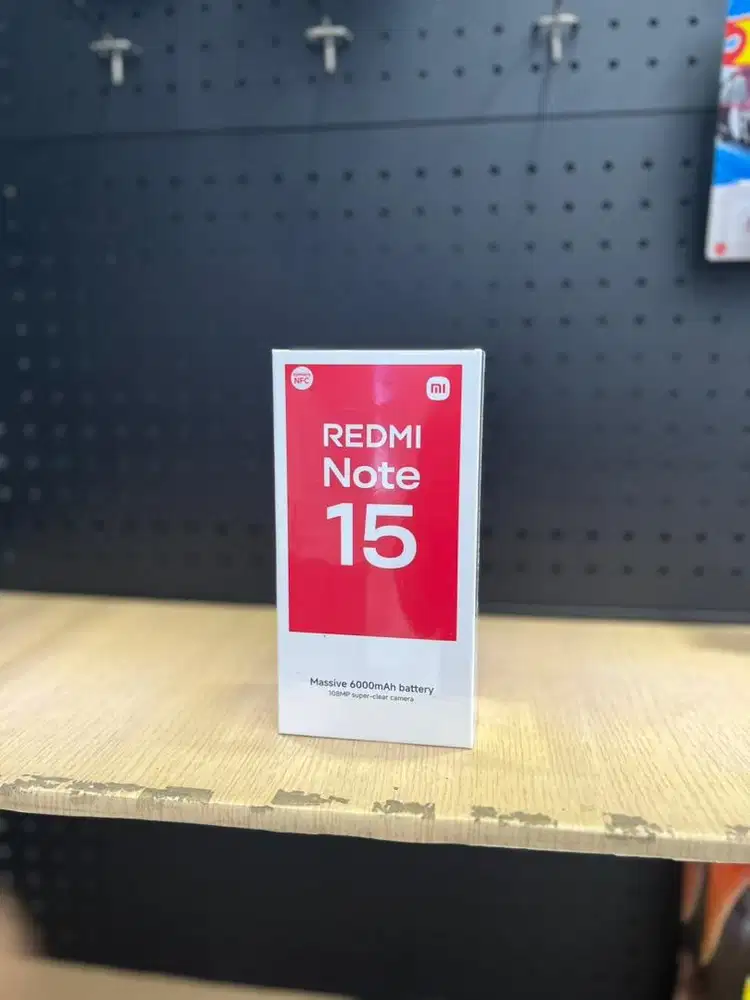 NFC
mi
REDMI
Note
15
Massive 6000mAh battery
108MP super-clear camera